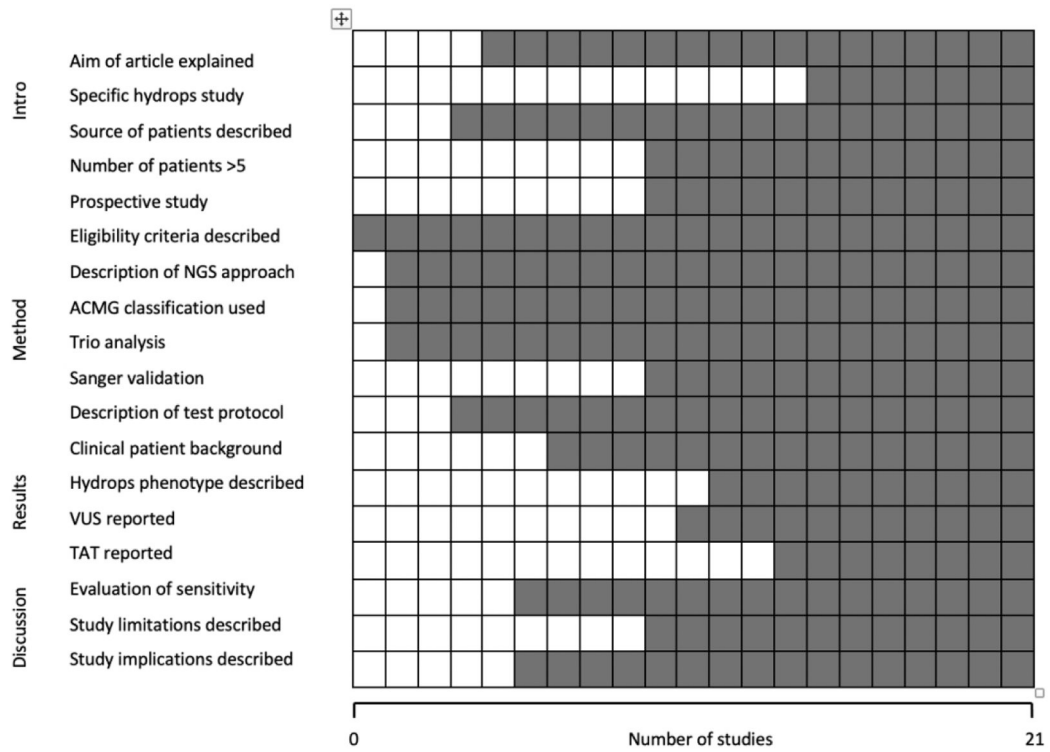 Intro
Aim of article explained
Specific hydrops study
Source of patients described
Number of patients >5
Prospective study
Eligibility criteria described
Method
Description of NGS approach
ACMG classification used
Trio analysis
Sanger validation
Description of test protocol
Clinical patient background
Results
Hydrops phenotype described
VUS reported
TAT reported
Discussion
Evaluation of sensitivity
Study limitations described
Study implications described
0
Number of studies
21